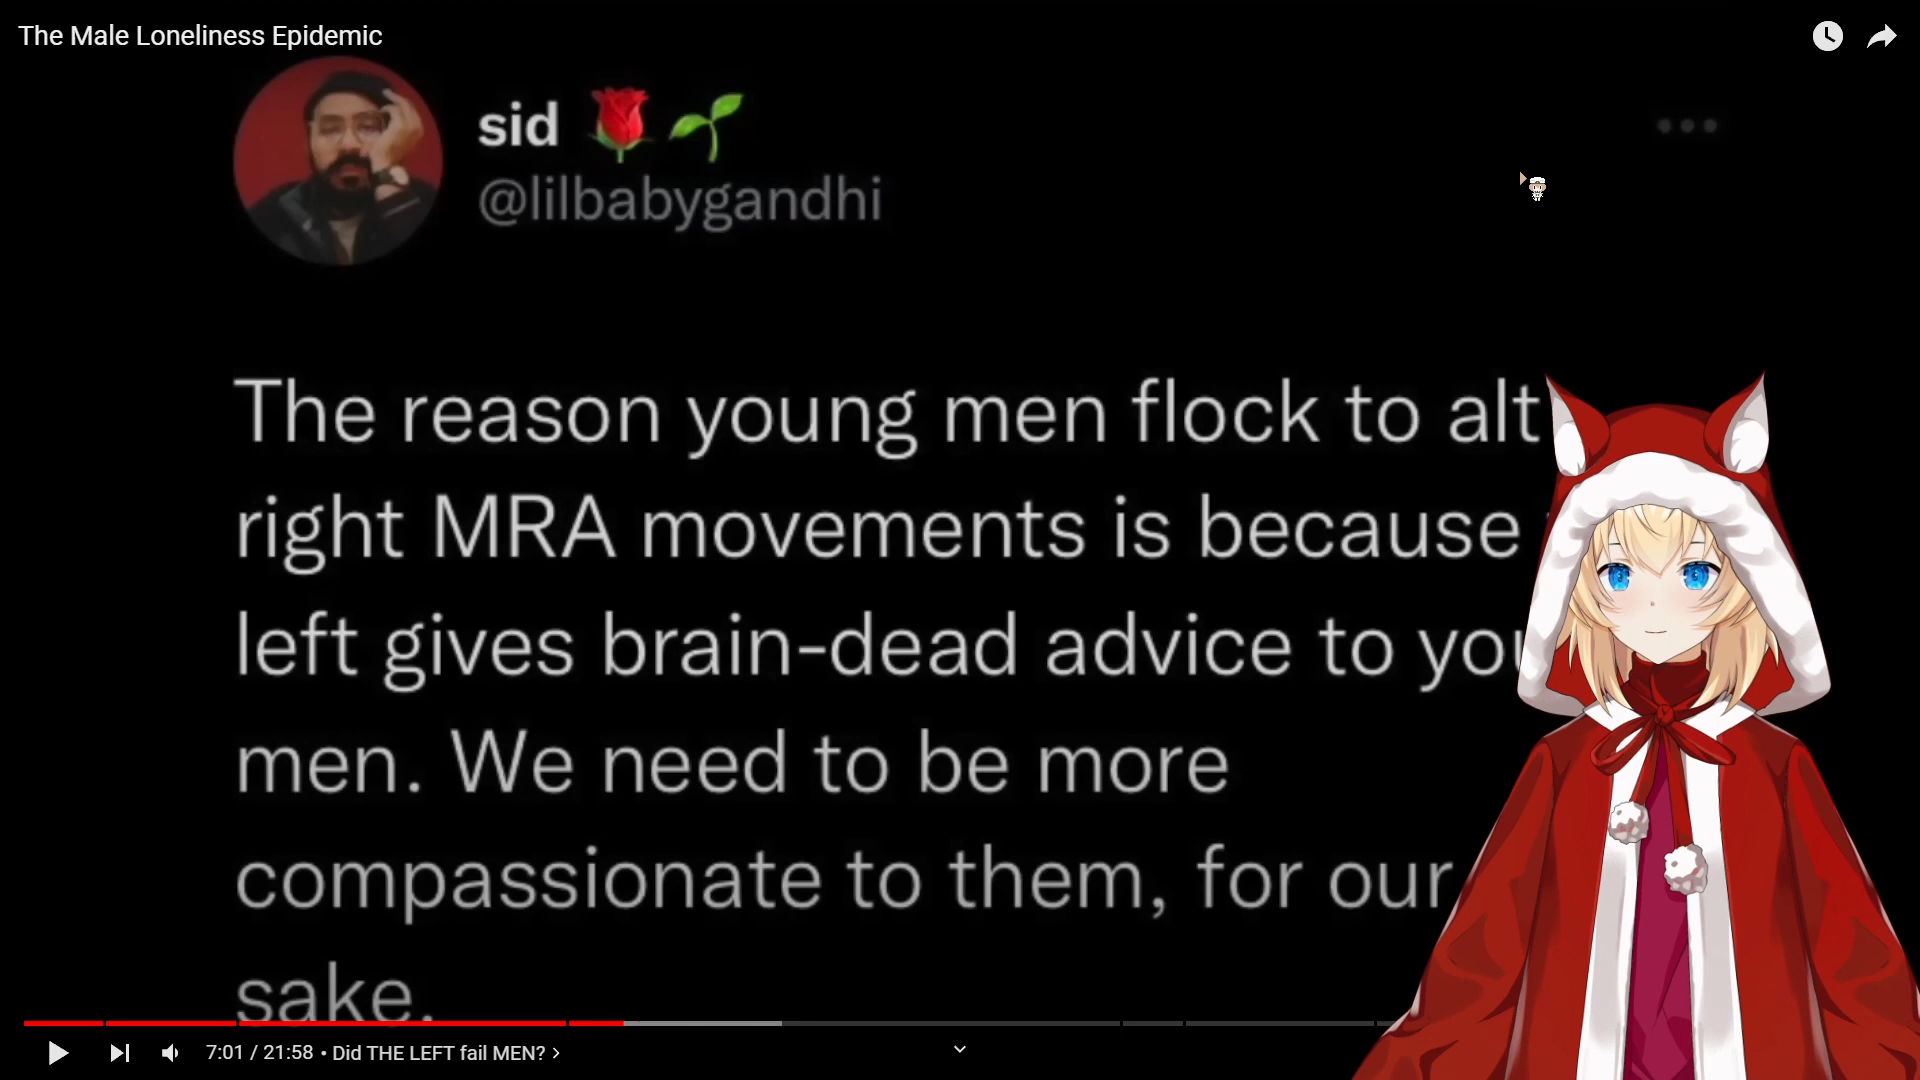 The Male Loneliness Epidemic
sid
@lilbabygandhi
The reason young men flock to alt
right MRA movements is because
left gives brain-dead advice to
men. We need to be more
compassionate to them, for our
sake.
7:01 / 21:58 • Did THE LEFT fail MEN? >